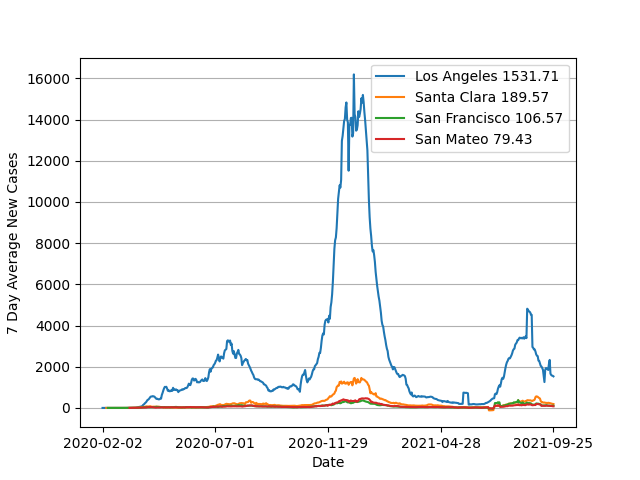 16000
14000
12000
10000
8000
6000
4000
2000
0
7 Day Average New Cases
Los Angeles 1531.71
Santa Clara 189.57
San Francisco 106.57
San Mateo 79.43
2020-02-02 2020-07-01 2020-11-29 2021-04-28 2021-09-25
Date